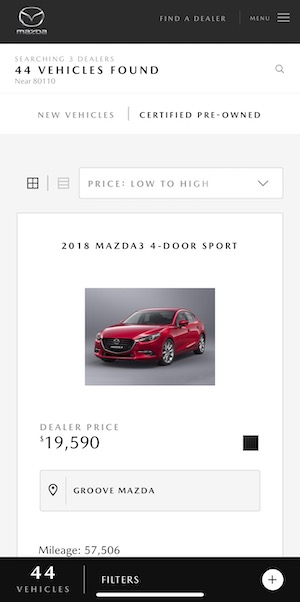 mazda
FIND A DEALER
MENU
SEARCHING 3 DEALERS
44 VEHICLES FOUND
Near 80110
NEW VEHICLES
CERTIFIED PRE-OWNED
PRICE: LOW TO HIGH
2018 MAZDA3 4-DOOR SPORT
DEALER PRICE
$19,590
GROOVE MAZDA
Mileage: 57,506
44
VEHICLES
FILTERS